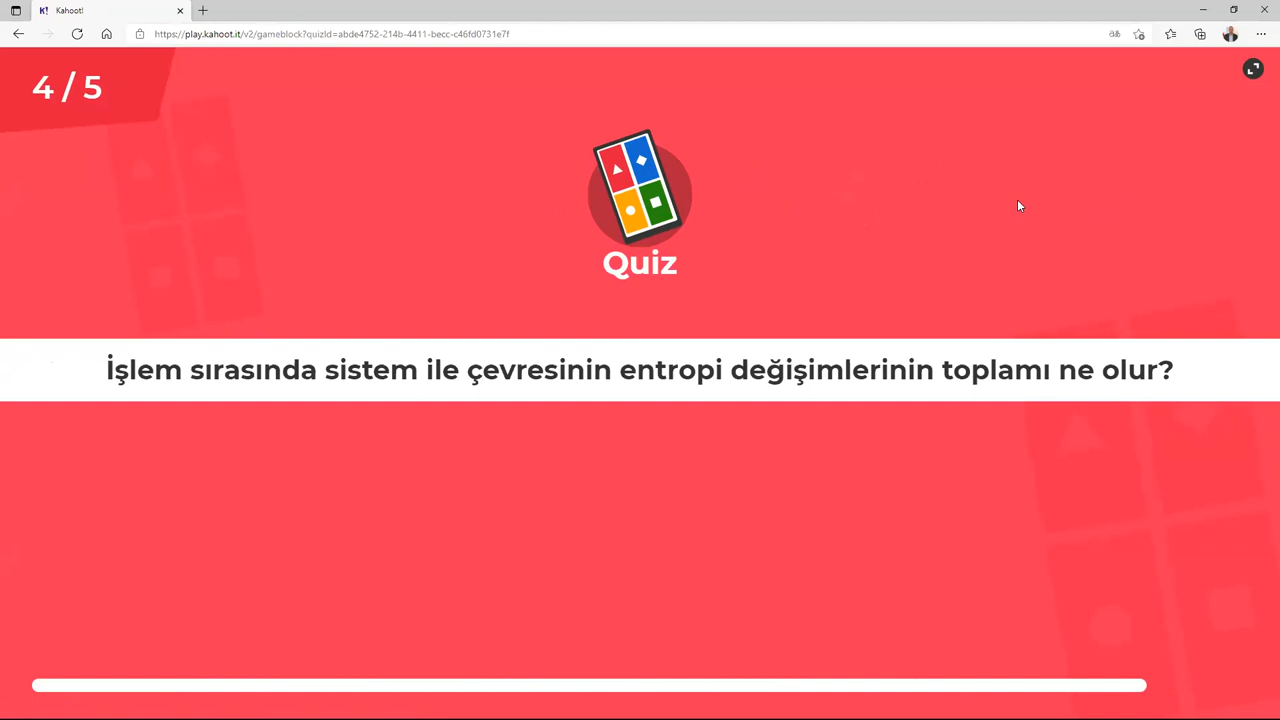 Kahoot!
https://play.kahoot.it/v2/gameblock?quizId=abde4752-214b-4411-becc-c46fd0731e7f
4 / 5
Quiz
İşlem sırasında sistem ile çevresinin entropi değişimlerinin toplamı ne olur?